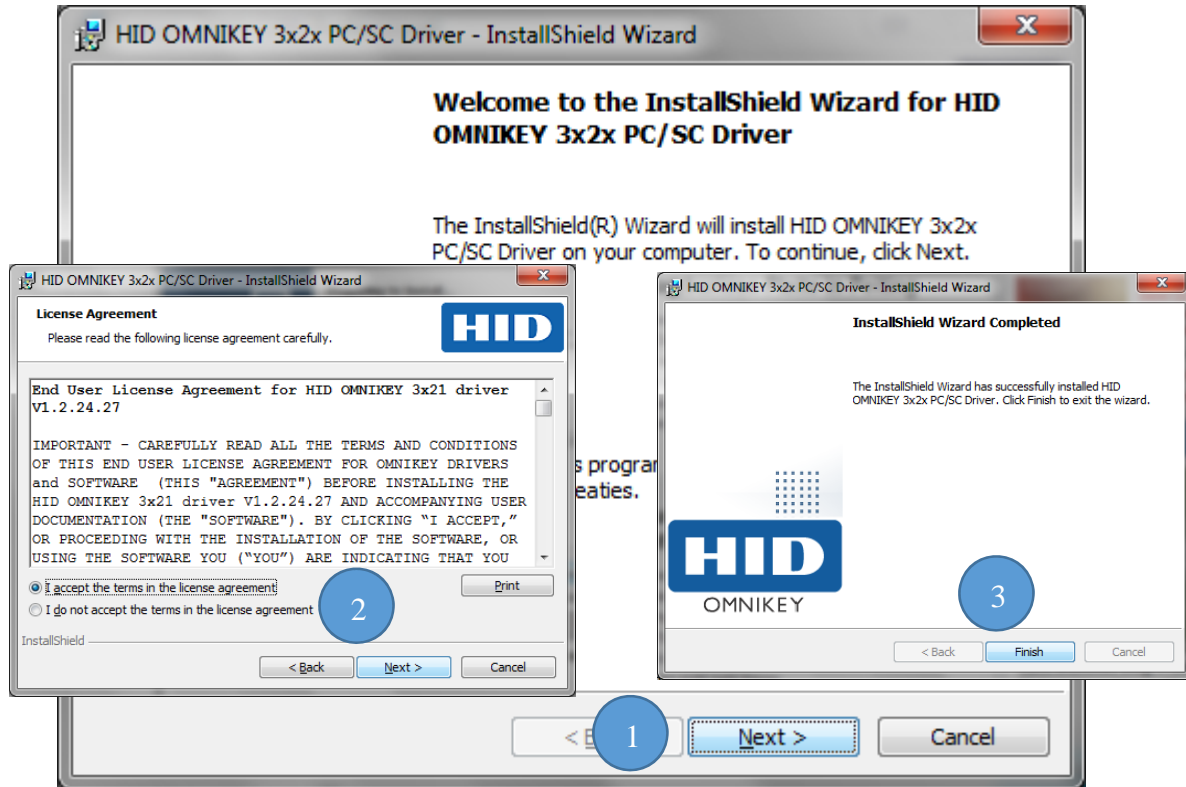 HID OMNIKEY 3x2x PC/SC Driver - InstallShield Wizard
Welcome to the InstallShield Wizard for HID
OMNIKEY 3x2x PC/SC Driver
The InstallShield(R) Wizard will install HID OMNIKEY 3x2x
PC/SC Driver on your computer. To continue, click Next.
eaties.
< Back
1
Next >
Cancel
HID OMNIKEY 3x2x PC/SC Driver - InstallShield Wizard
License Agreement
Please read the following license agreement carefully.
HID
End User License Agreement for HID OMNIKEY 3x21 driver
V1.2.24.27
IMPORTANT - CAREFULLY READ ALL THE TERMS AND CONDITIONS
OF THIS END USER LICENSE AGREEMENT FOR OMNIKEY DRIVERS
and SOFTWARE (THIS "AGREEMENT") BEFORE INSTALLING THE
HID OMNIKEY 3x21 driver V1.2.24.27 AND ACCOMPANYING USER
DOCUMENTATION (THE "SOFTWARE"). BY CLICKING “I ACCEPT,”
OR PROCEEDING WITH THE INSTALLATION OF THE SOFTWARE, OR
USING THE SOFTWARE YOU (“YOU”) ARE INDICATING THAT YOU
I accept the terms in the license agreement
Print
I do not accept the terms in the license agreement
2
InstallShield
< Back
Next >
Cancel
HID OMNIKEY 3x2x PC/SC Driver - InstallShield Wizard
InstallShield Wizard Completed
The InstallShield Wizard has successfully installed HID
OMNIKEY 3x2x PC/SC Driver. Click Finish to exit the wizard.
HID
OMNIKEY
3
< Back
Finish
Cancel